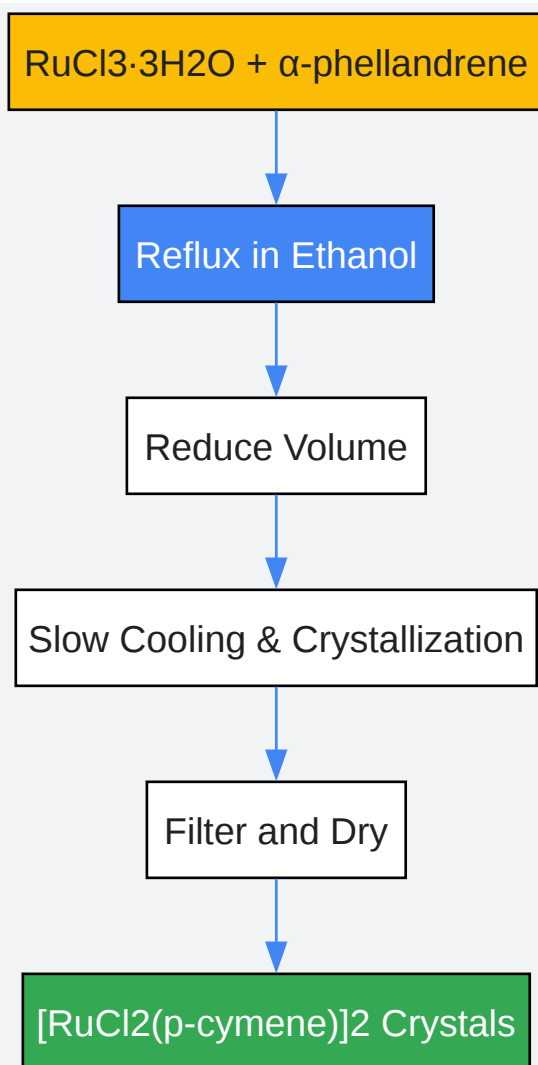 RuCl3·3H2O + α-phellandrene
Reflux in Ethanol
Reduce Volume
Slow Cooling & Crystallization
Filter and Dry
[RuCl2(p-cymene)]2 Crystals